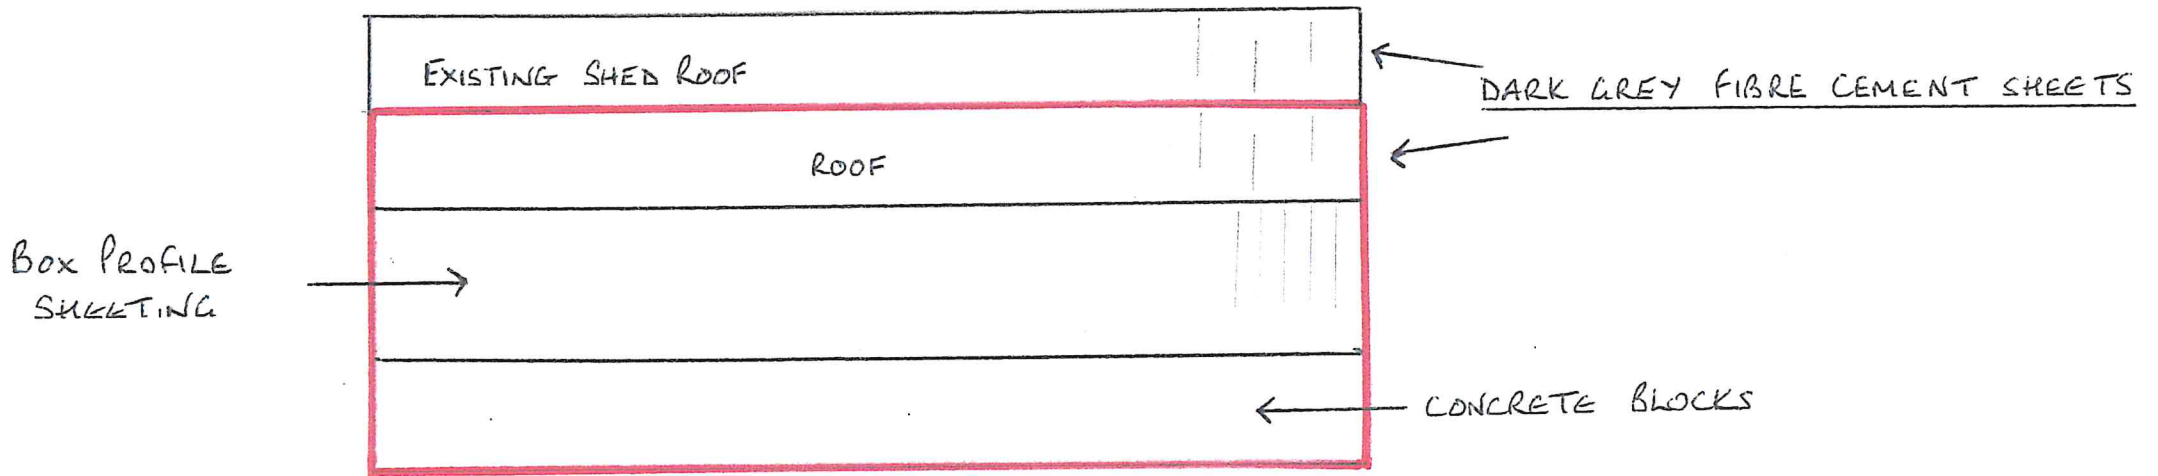 EXISTING SHED ROOF
DARK GREY FIBRE CEMENT SHEETS
ROOF
BOX PROFILE
SHEETING
CONCRETE BLOCKS